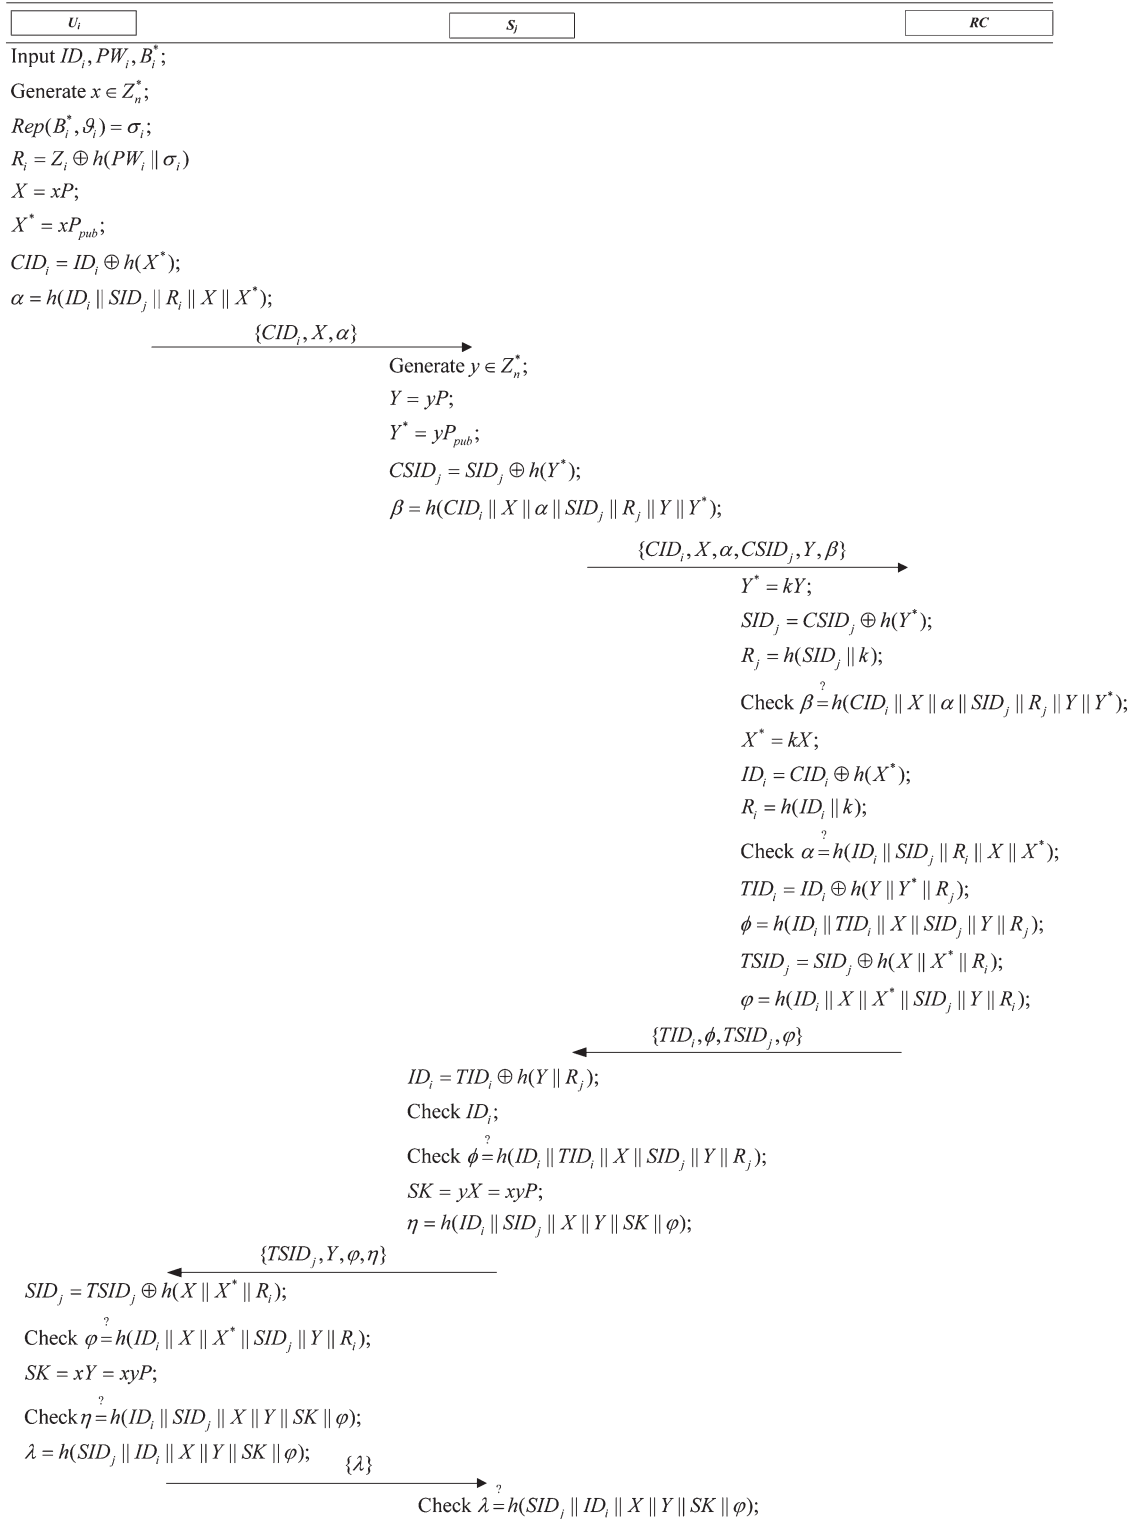 U_i S_j RC
Input ID_i, PW_i, B_i^*;
Generate x ∈ Z_n^*;
Rep(B_i^*, ϑ_i) = σ_i;
R_i = Z_i ⊕ h(PW_i || σ_i)
X = xP;
X^* = xP_pub;
CID_i = ID_i ⊕ h(X^*);
α = h(ID_i || SID_j || R_i || X || X^*);
{CID_i, X, α}
Generate y ∈ Z_n^*;
Y = yP;
Y^* = yP_pub;
CSID_j = SID_j ⊕ h(Y^*);
β = h(CID_i || X || α || SID_j || R_j || Y || Y^*);
{CID_i, X, α, CSID_j, Y, β}
Y^* = kY;
SID_j = CSID_j ⊕ h(Y^*);
R_j = h(SID_j || k);
Check β ≟ h(CID_i || X || α || SID_j || R_j || Y || Y^*);
X^* = kX;
ID_i = CID_i ⊕ h(X^*);
R_i = h(ID_i || k);
Check α ≟ h(ID_i || SID_j || R_i || X || X^*);
TID_i = ID_i ⊕ h(Y || Y^* || R_j);
ϕ = h(ID_i || TID_i || X || SID_j || Y || R_j);
TSID_j = SID_j ⊕ h(X || X^* || R_i);
φ = h(ID_i || X || X^* || SID_j || Y || R_i);
{TID_i, ϕ, TSID_j, φ}
ID_i = TID_i ⊕ h(Y || R_j);
Check ID_i;
Check ϕ ≟ h(ID_i || TID_i || X || SID_j || Y || R_j);
SK = yX = xyP;
η = h(ID_i || SID_j || X || Y || SK || φ);
{TSID_j, Y, φ, η}
SID_j = TSID_j ⊕ h(X || X^* || R_i);
Check φ ≟ h(ID_i || X || X^* || SID_j || Y || R_i);
SK = xY = xyP;
Check η ≟ h(ID_i || SID_j || X || Y || SK || φ);
λ = h(SID_j || ID_i || X || Y || SK || φ);
{λ}
Check λ ≟ h(SID_j || ID_i || X || Y || SK || φ);